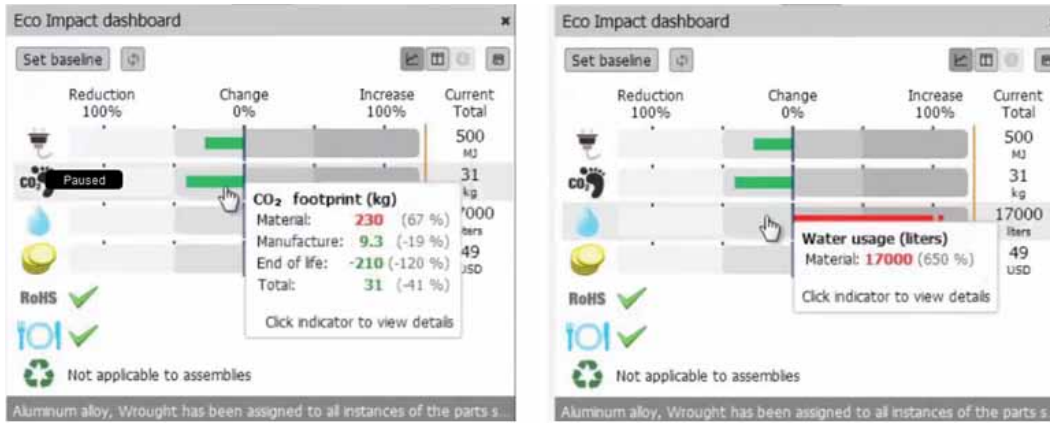 Eco Impact dashboard
Set baseline
Reduction 100%
Change 0%
Increase 100%
Current Total
500 MJ
CO₂
Paused
31 kg
7000
49 USD
CO₂ footprint (kg)
Material: 230 (67 %)
Manufacture: 9.3 (-19 %)
End of life: -210 (-120 %)
Total: 31 (-41 %)
Click indicator to view details
RoHS
Not applicable to assemblies
Aluminum alloy, Wrought has been assigned to all instances of the parts s...
Eco Impact dashboard
Set baseline
Reduction 100%
Change 0%
Increase 100%
Current Total
500 MJ
CO₂
31 kg
17000 liters
49 USD
Water usage (liters)
Material: 17000 (650 %)
Click indicator to view details
RoHS
Not applicable to assemblies
Aluminum alloy, Wrought has been assigned to all instances of the parts s